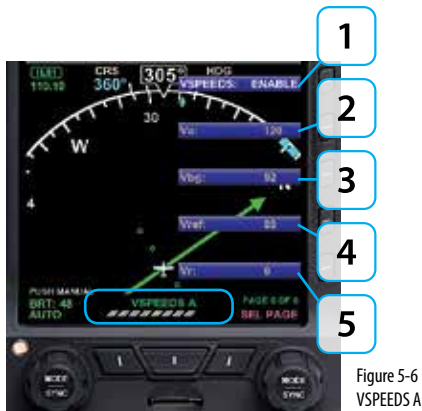 1
CRS 305° HDG
110.10 360° VSPEEDS: ENABLE
2
30
Va: 120
W
3
Vbg: 92
N
4
Vref:
4
Vr: 0
PUSH MANUAL
BRT: 48 VSPEEDS A PAGE 6 OF 6
AUTO SEL PAGE
5
MODE MODE
SYNC SYNC
Figure 5-6
VSPEEDS A